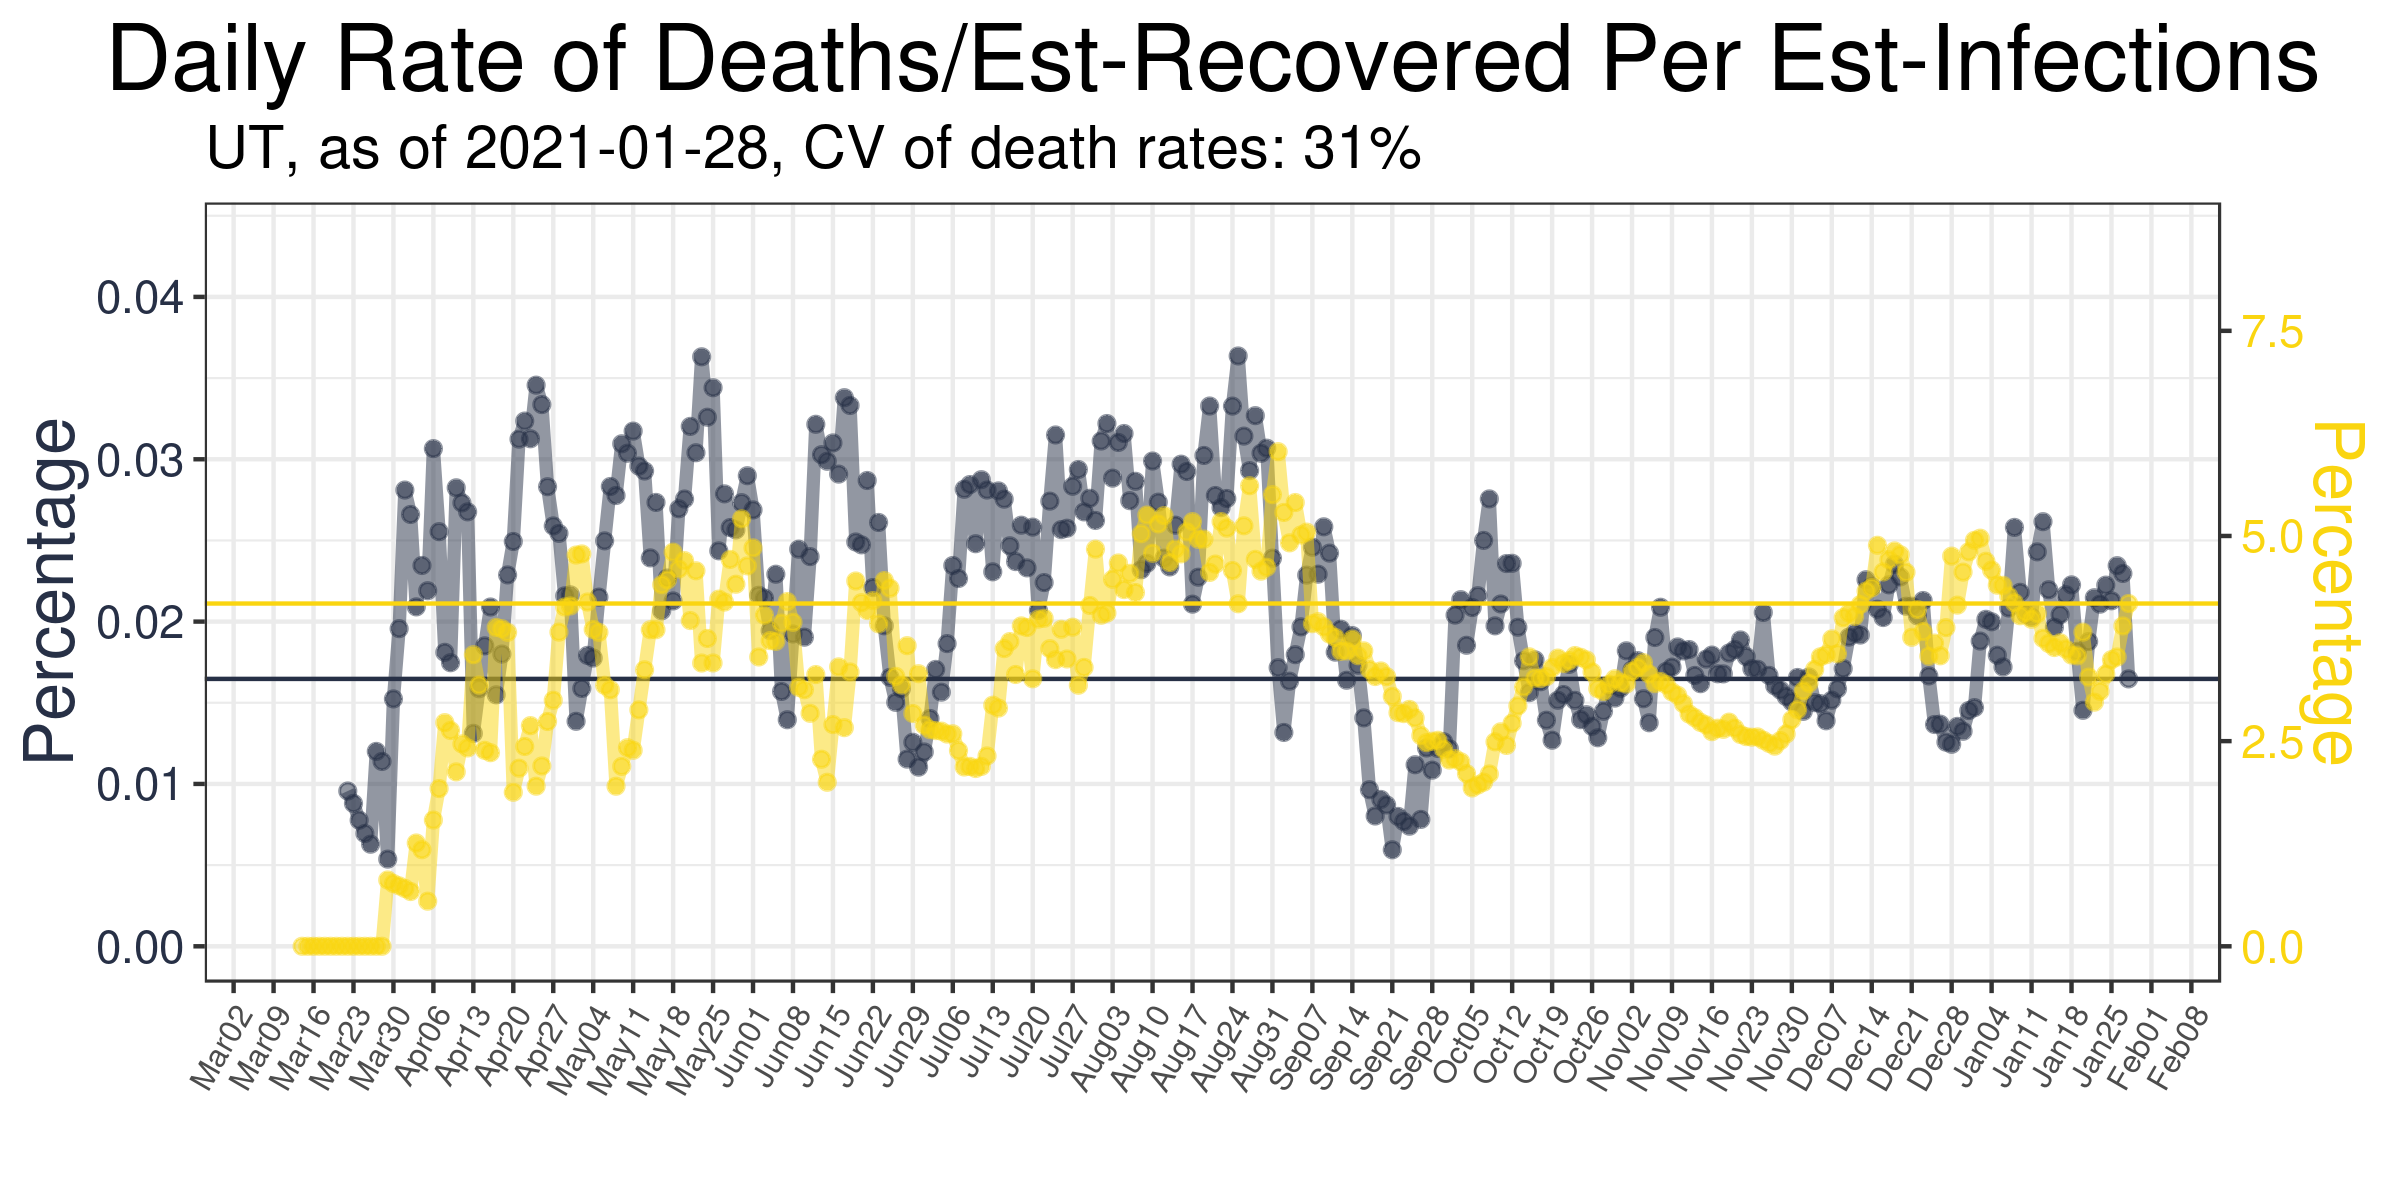 Daily Rate of Deaths/Est-Recovered Per Est-Infections
UT, as of 2021-01-28, CV of death rates: 31%
Percentage
0.04
0.03
0.02
0.01
0.00
7.5
5.0
2.5
0.0
Percentage
Mar02 Mar09 Mar16 Mar23 Mar30 Apr06 Apr13 Apr20 Apr27 May04 May11 May18 May25 Jun01 Jun08 Jun15 Jun22 Jun29 Jul06 Jul13 Jul20 Jul27 Aug03 Aug10 Aug17 Aug24 Aug31 Sep07 Sep14 Sep21 Sep28 Oct05 Oct12 Oct19 Oct26 Nov02 Nov09 Nov16 Nov23 Nov30 Dec07 Dec14 Dec21 Dec28 Jan04 Jan11 Jan18 Jan25 Feb01 Feb08